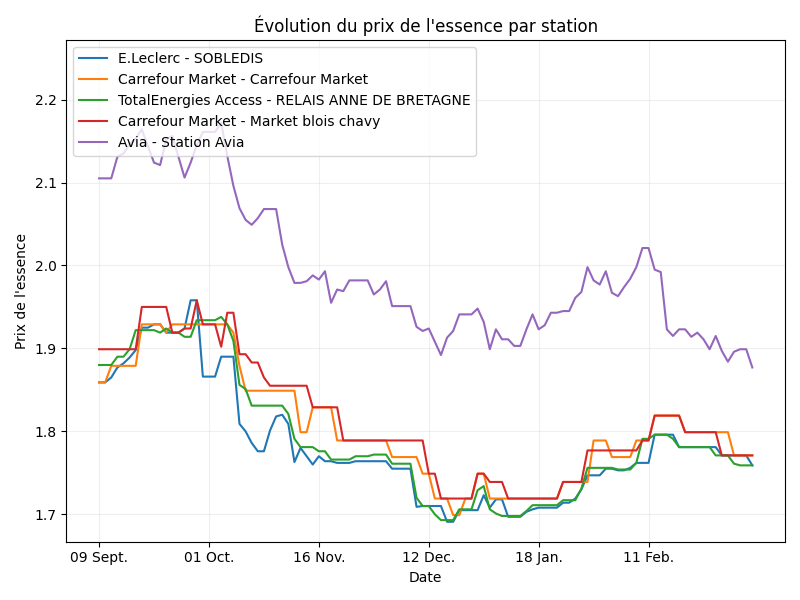 Évolution du prix de l'essence par station
E.Leclerc - SOBLEDIS
Carrefour Market - Carrefour Market
TotalEnergies Access - RELAIS ANNE DE BRETAGNE
Carrefour Market - Market blois chavy
Avia - Station Avia
Prix de l'essence
2.2
2.1
2.0
1.9
1.8
1.7
09 Sept.
01 Oct.
16 Nov.
12 Dec.
18 Jan.
11 Feb.
Date